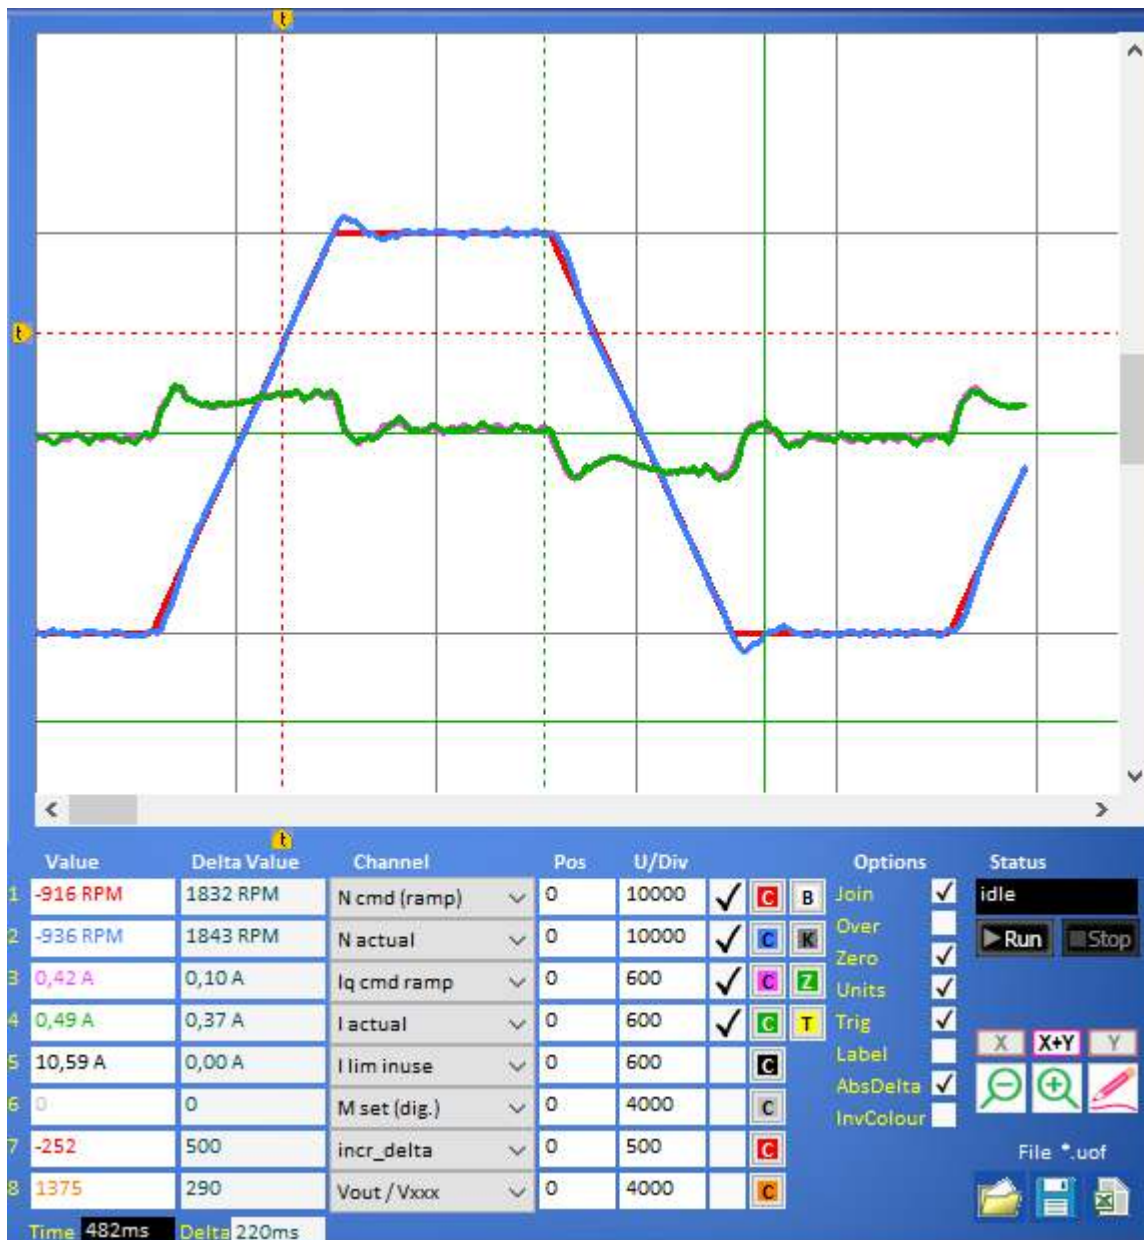 t
t
t
Value Delta Value Channel Pos U/Div Options Status
1 -916 RPM 1832 RPM N cmd (ramp) 0 10000 C B Join idle
2 -936 RPM 1843 RPM N actual 0 10000 C K Over Run Stop
3 0,42 A 0,10 A Iq cmd ramp 0 600 C Z Zero
4 0,49 A 0,37 A I actual 0 600 C T Units
Trig
5 10,59 A 0,00 A I lim inuse 0 600 C Label X X+Y Y
6 0 0 M set (dig.) 0 4000 C AbsDelta
InvColour
7 -252 500 incr_delta 0 500 C File *.uof
8 1375 290 Vout / Vxxx 0 4000 C
Time 482ms Delta 220ms